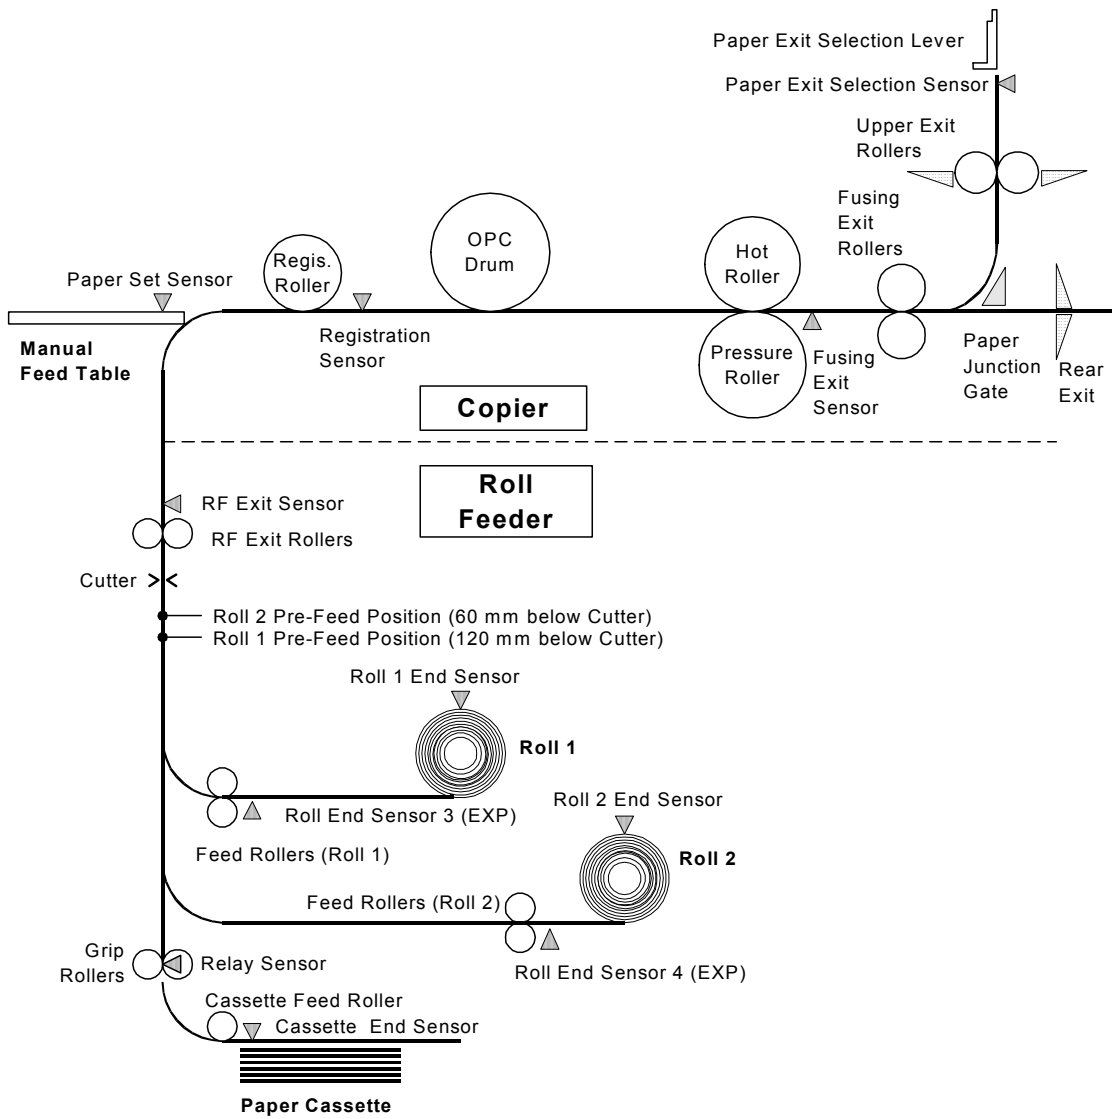 Paper Exit Selection Lever
Paper Exit Selection Sensor
Upper Exit
Rollers
Fusing
Exit
Rollers
OPC
Drum
Hot
Roller
Regis.
Roller
Paper Set Sensor
Manual
Feed Table
Registration
Sensor
Pressure
Roller
Fusing
Exit
Sensor
Paper
Junction
Gate
Rear
Exit
Copier
Roll
Feeder
RF Exit Sensor
RF Exit Rollers
Cutter
Roll 2 Pre-Feed Position (60 mm below Cutter)
Roll 1 Pre-Feed Position (120 mm below Cutter)
Roll 1 End Sensor
Roll 1
Roll End Sensor 3 (EXP)
Feed Rollers (Roll 1)
Roll 2 End Sensor
Roll 2
Feed Rollers (Roll 2)
Roll End Sensor 4 (EXP)
Grip
Rollers
Relay Sensor
Cassette Feed Roller
Cassette End Sensor
Paper Cassette